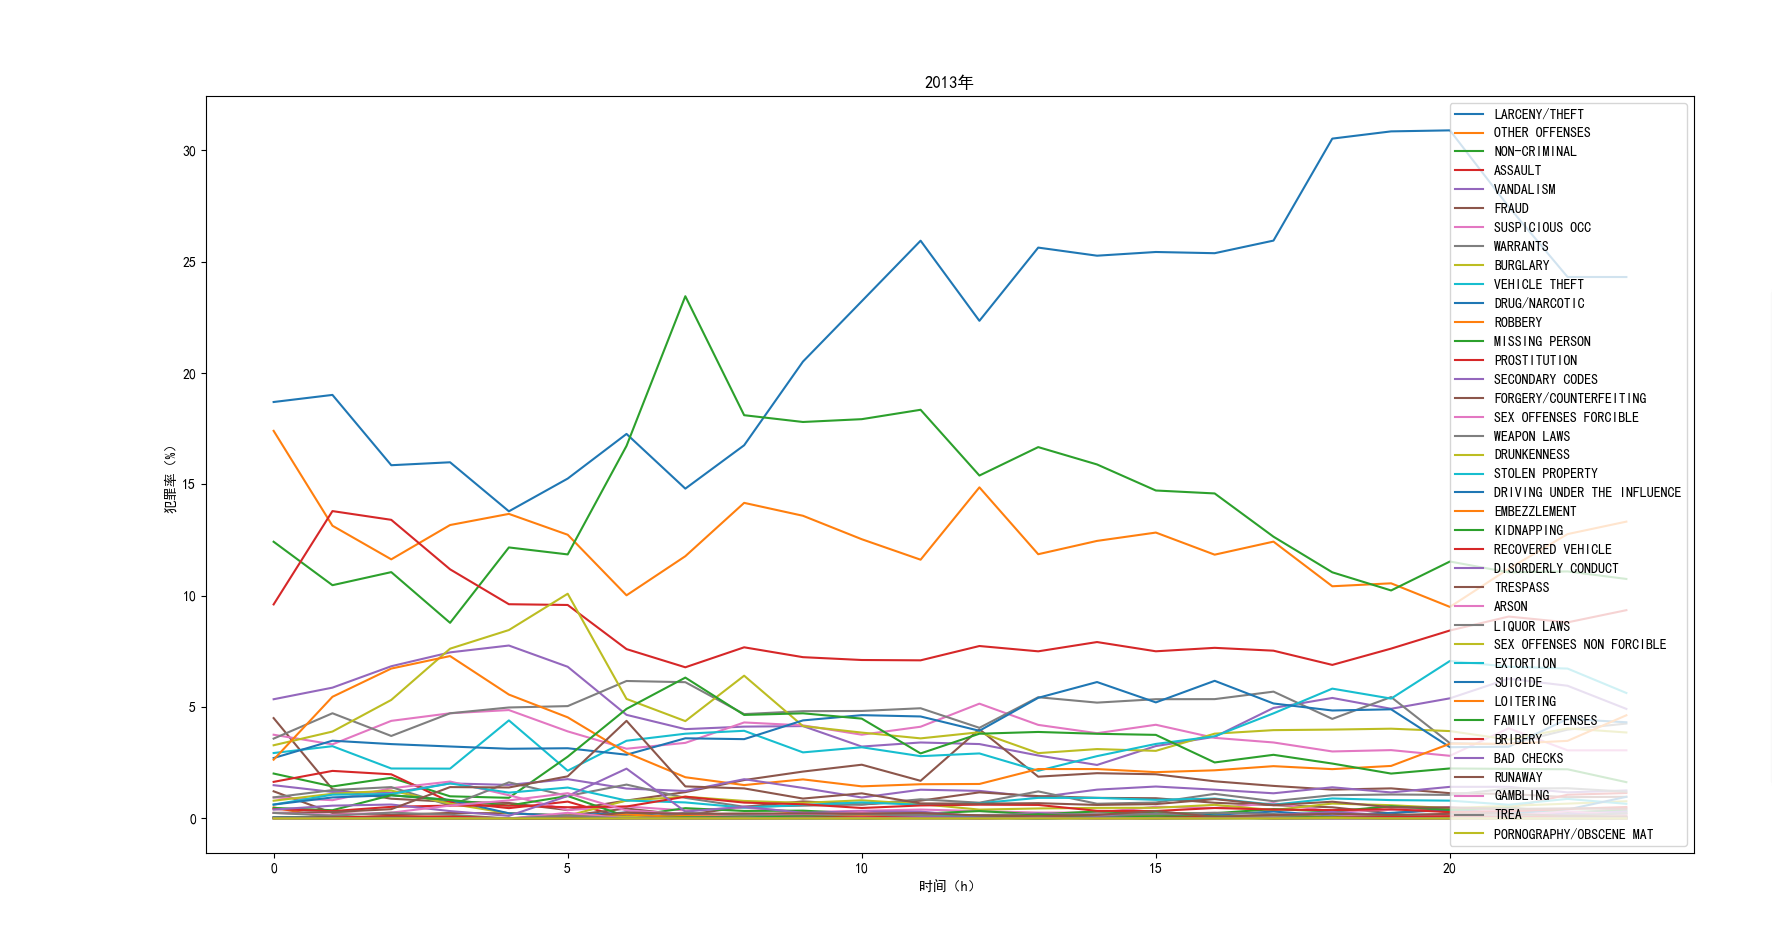 2013年
30
25
20
15
10
5
0
犯罪率（%）
0
5
10
15
20
时间（h）
LARCENY/THEFT
OTHER OFFENSES
NON-CRIMINAL
ASSAULT
VANDALISM
FRAUD
SUSPICIOUS OCC
WARRANTS
BURGLARY
VEHICLE THEFT
DRUG/NARCOTIC
ROBBERY
MISSING PERSON
PROSTITUTION
SECONDARY CODES
FORGERY/COUNTERFEITING
SEX OFFENSES FORCIBLE
WEAPON LAWS
DRUNKENNESS
STOLEN PROPERTY
DRIVING UNDER THE INFLUENCE
EMBEZZLEMENT
KIDNAPPING
RECOVERED VEHICLE
DISORDERLY CONDUCT
TRESPASS
ARSON
LIQUOR LAWS
SEX OFFENSES NON FORCIBLE
EXTORTION
SUICIDE
LOITERING
FAMILY OFFENSES
BRIBERY
BAD CHECKS
RUNAWAY
GAMBLING
TREA
PORNOGRAPHY/OBSCENE MAT